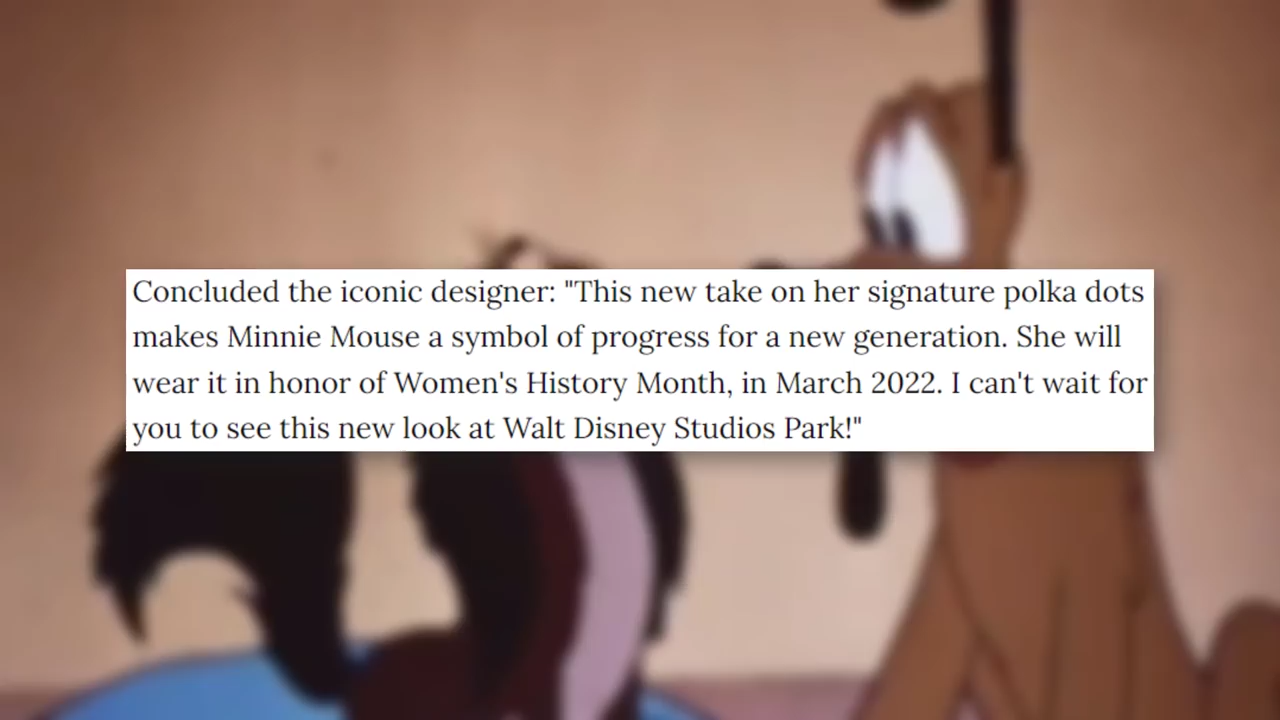 Concluded the iconic designer: "This new take on her signature polka dots
makes Minnie Mouse a symbol of progress for a new generation. She will
wear it in honor of Women's History Month, in March 2022. I can't wait for
you to see this new look at Walt Disney Studios Park!"